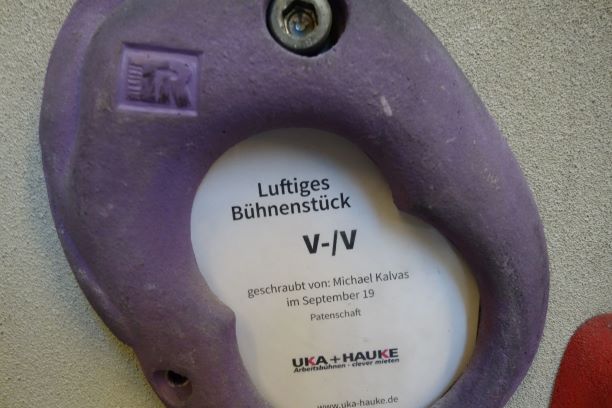 TR
Luftiges
Bühnenstück
V-/V
geschraubt von: Michael Kalvas
im September 19
Patenschaft
UKA+HAUKE
Arbeitsbühnen - clever mieten
www.uka-hauke.de